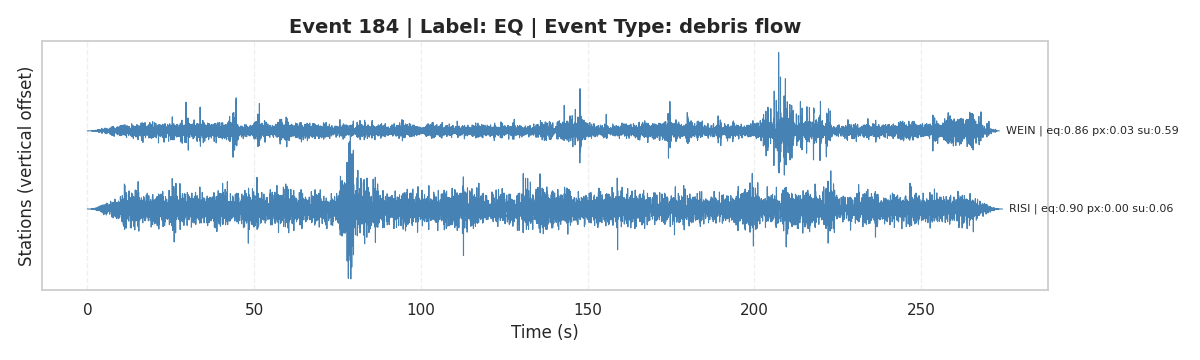 Event 184 | Label: EQ | Event Type: debris flow
Stations (vertical offset)
WEIN | eq:0.86 px:0.03 su:0.59
RISI | eq:0.90 px:0.00 su:0.06
0 50 100 150 200 250
Time (s)